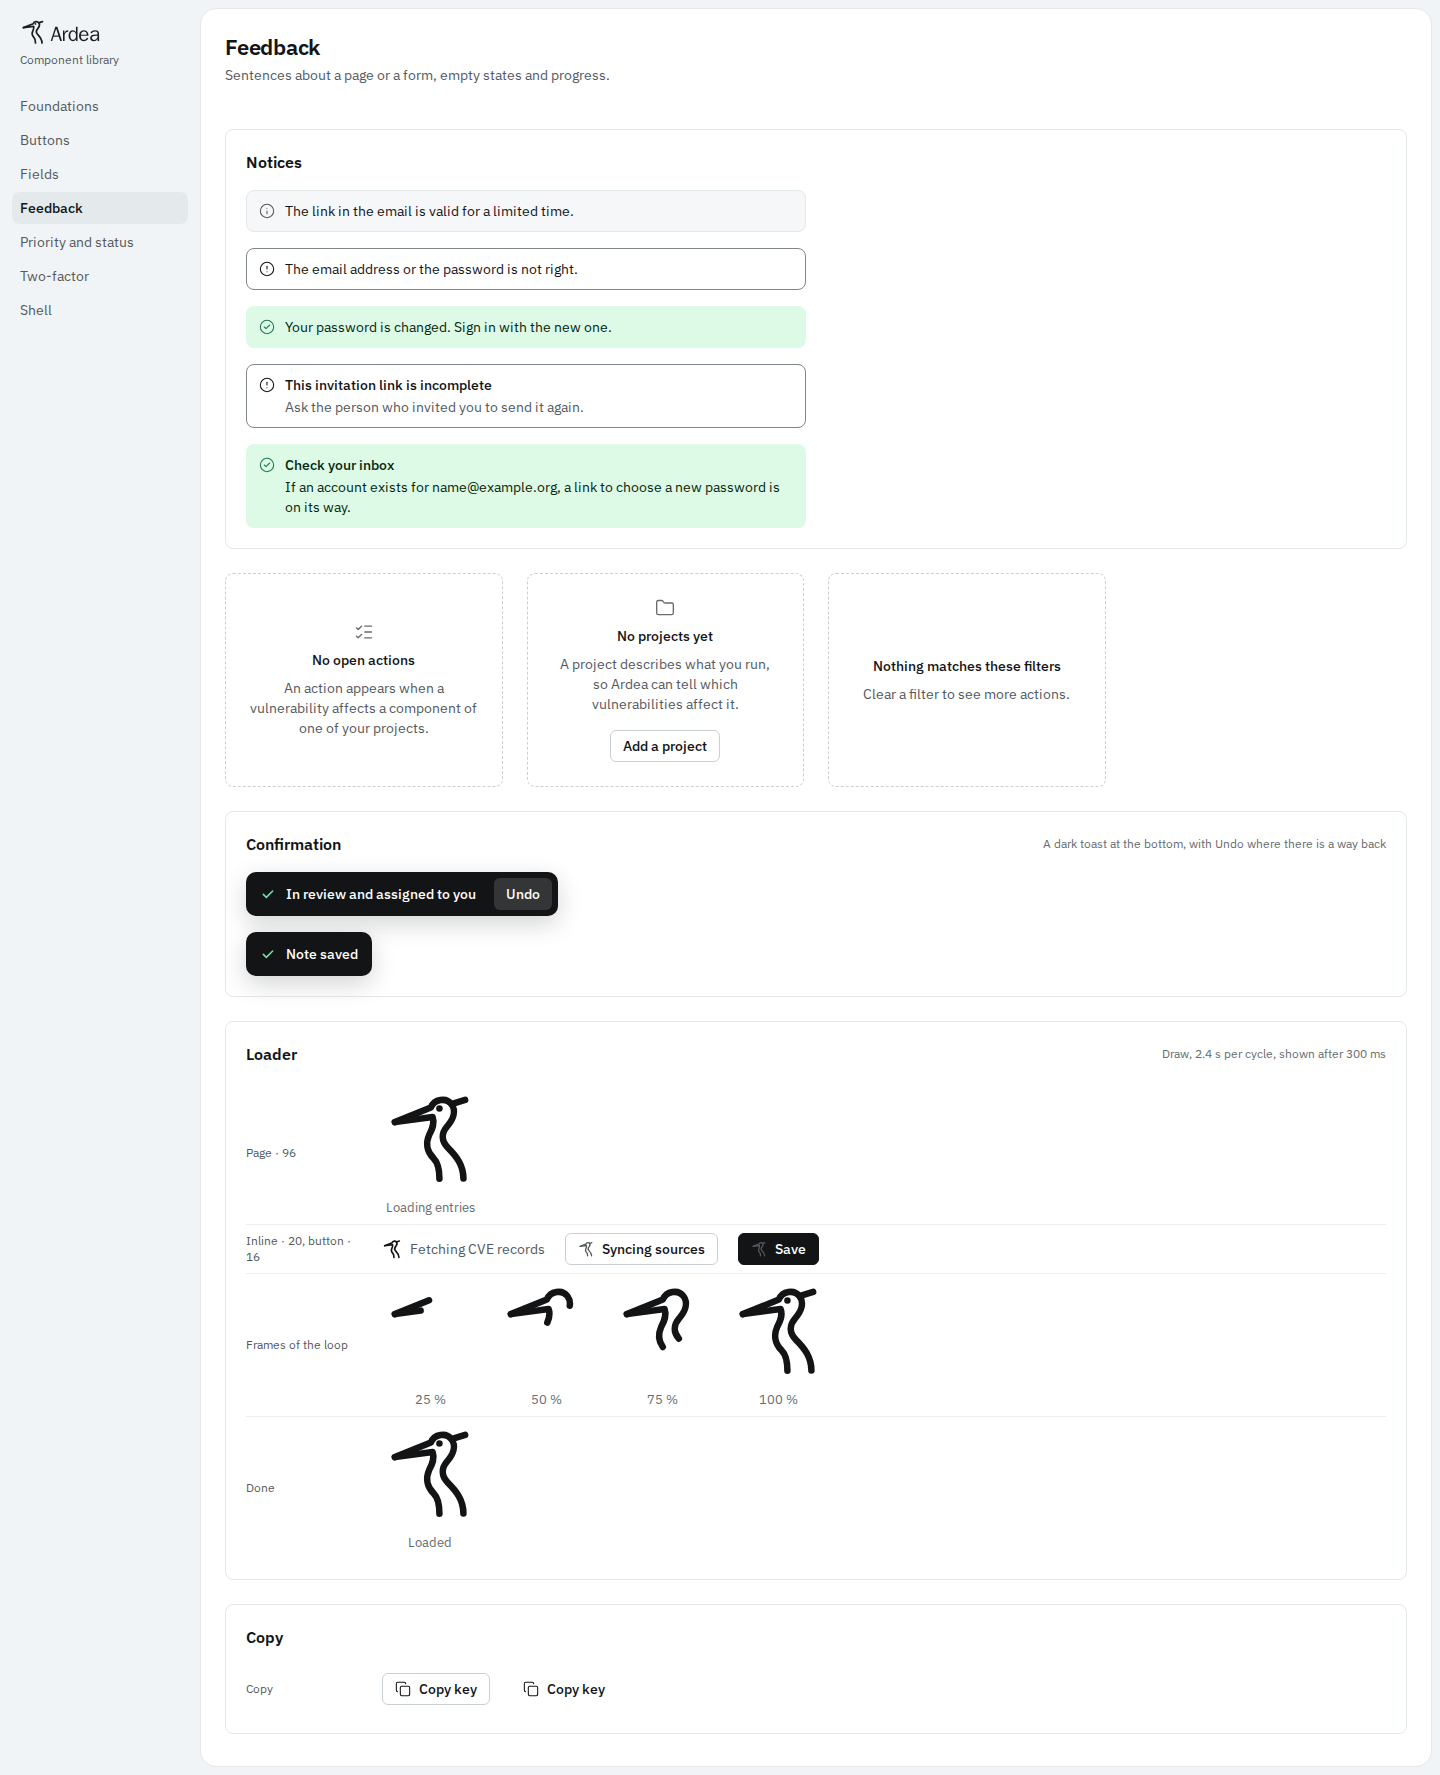 Ardea
Component library
Foundations
Buttons
Fields
Feedback
Priority and status
Two-factor
Shell
Feedback
Sentences about a page or a form, empty states and progress.
Notices
The link in the email is valid for a limited time.
The email address or the password is not right.
Your password is changed. Sign in with the new one.
This invitation link is incomplete
Ask the person who invited you to send it again.
Check your inbox
If an account exists for name@example.org, a link to choose a new password is
on its way.
No open actions
An action appears when a
vulnerability affects a component of
one of your projects.
No projects yet
A project describes what you run,
so Ardea can tell which
vulnerabilities affect it.
Add a project
Nothing matches these filters
Clear a filter to see more actions.
Confirmation
A dark toast at the bottom, with Undo where there is a way back
In review and assigned to you
Undo
Note saved
Loader
Draw, 2.4 s per cycle, shown after 300 ms
Page · 96
Loading entries
Inline · 20, button ·
16
Fetching CVE records
Syncing sources
Save
Frames of the loop
25 %
50 %
75 %
100 %
Done
Loaded
Copy
Copy
Copy key
Copy key